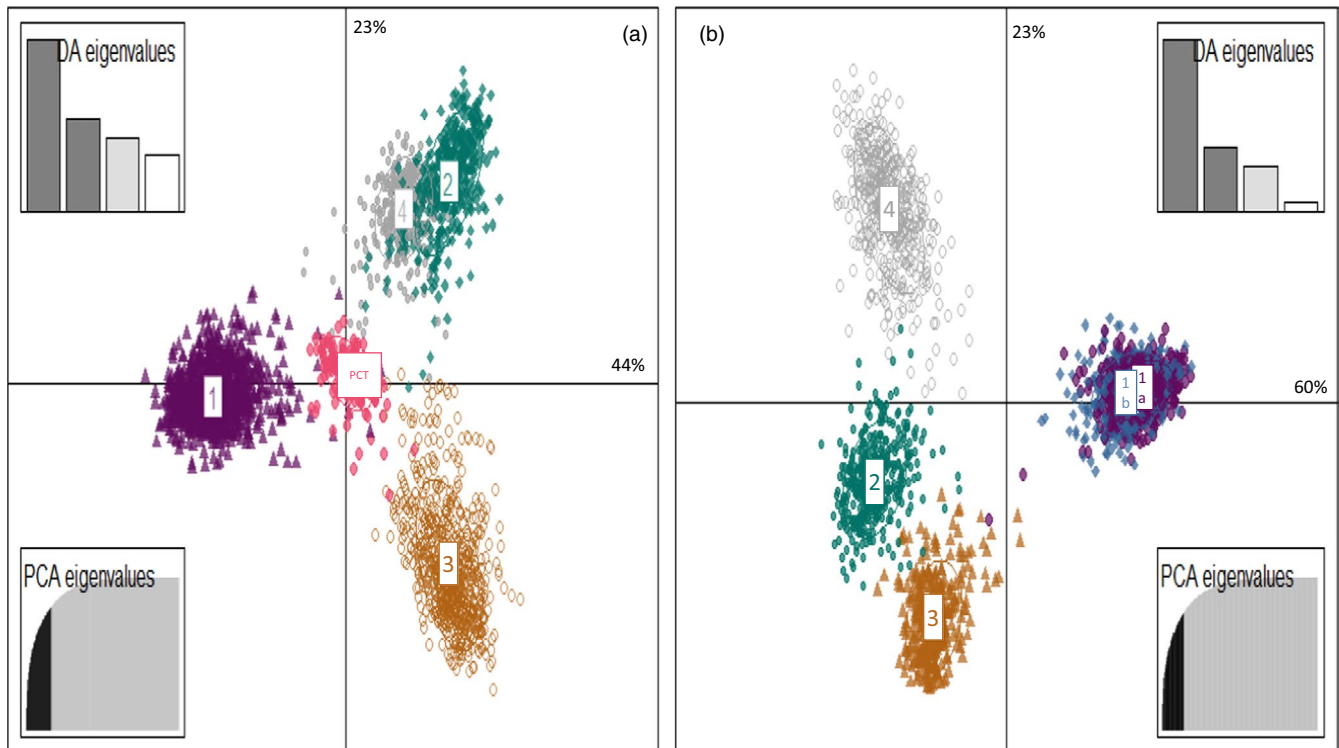 23%
(a)
DA eigenvalues
2
4
PCT
44%
1
3
PCA eigenvalues
(b)
23%
DA eigenvalues
4
1
a
1
b
60%
2
3
PCA eigenvalues